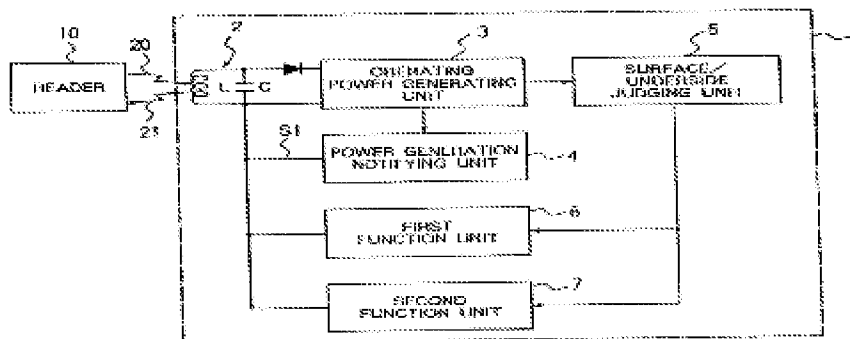 10
20
2
3
5
READER
L
C
OPERATING
POWER GENERATING
UNIT
SURFACE/
UNDERSIDE
JUDGING UNIT
21
S1
POWER GENERATION
NOTIFYING UNIT
4
6
FIRST
FUNCTION UNIT
7
SECOND
FUNCTION UNIT